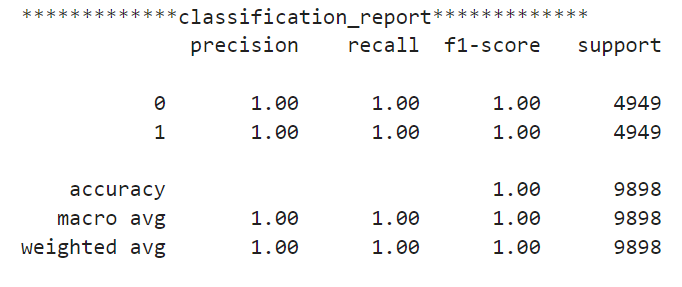 *************classification_report*************
precision recall f1-score support
0 1.00 1.00 1.00 4949
1 1.00 1.00 1.00 4949
accuracy 1.00 9898
macro avg 1.00 1.00 1.00 9898
weighted avg 1.00 1.00 1.00 9898